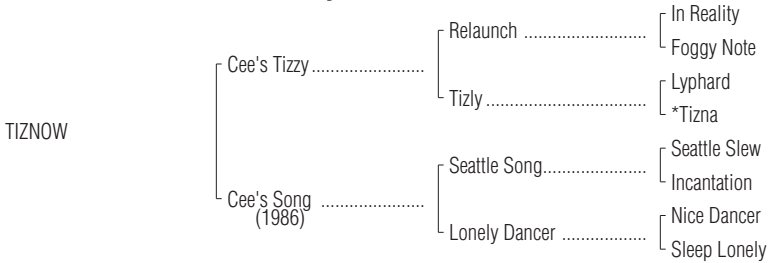 In Reality
Relaunch ........................
Foggy Note
Cee's Tizzy ......................
Lyphard
Tizly ................................
*Tizna
TIZNOW
Seattle Slew
Seattle Song.....................
Incantation
Cee's Song ....................
(1986)
Nice Dancer
Lonely Dancer .................
Sleep Lonely